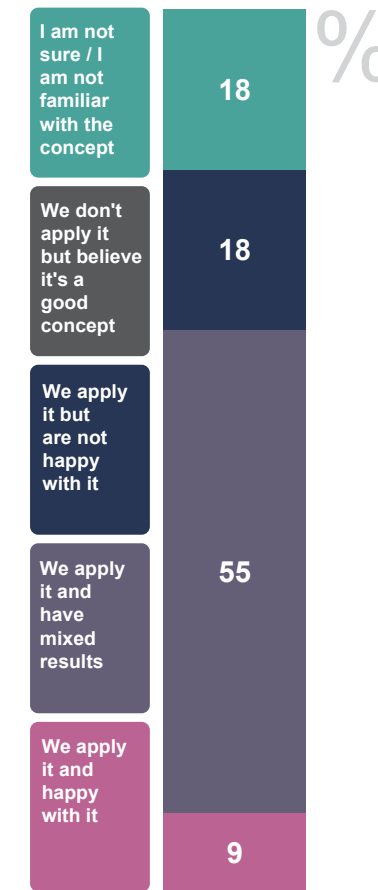 I am not
sure / I
am not
familiar
with the
concept
18
%
We don't
apply it
but believe
it's a
good
concept
18
We apply
it but
are not
happy
with it
We apply
it and
have
mixed
results
55
We apply
it and
happy
with it
9